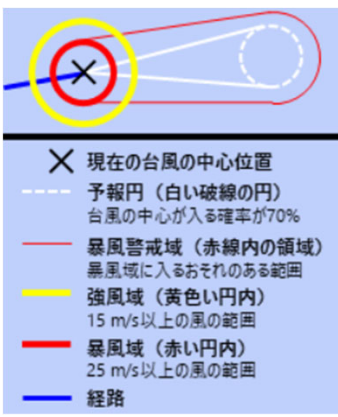 現在の台風の中心位置
予報円（白い破線の円）
台風の中心が入る確率が70%
暴風警戒域（赤線内の領域）
暴風域に入るおそれのある範囲
強風域（黄色い円内）
15 m/s以上の風の範囲
暴風域（赤い円内）
25 m/s以上の風の範囲
経路